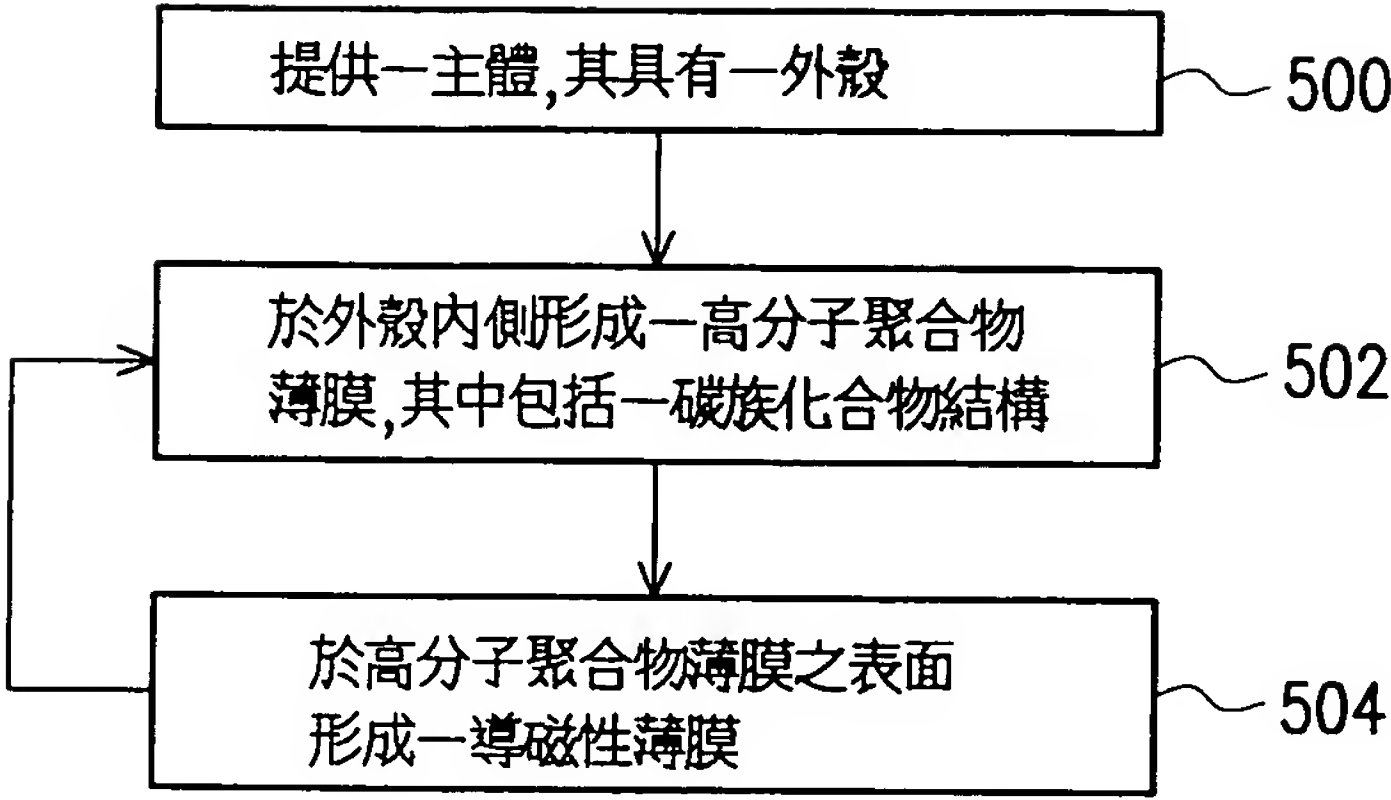 提供一主體,其具有一外殼
500
於外殼內側形成一高分子聚合物
薄膜,其中包括一碳族化合物結構
502
於高分子聚合物薄膜之表面
形成一導磁性薄膜
504